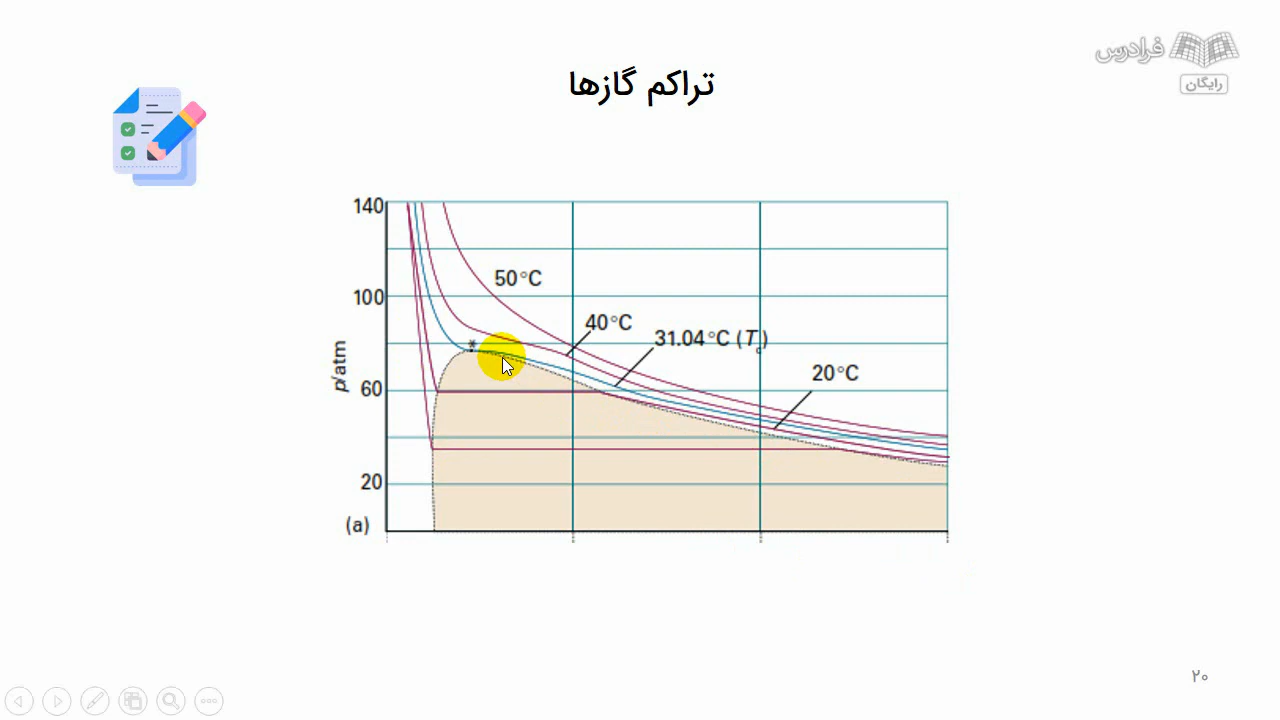 فرادرس
رایگان
تراکم گازها
140
50°C
100
40°C
31.04°C (Tc)
p/atm
20°C
60
20
(a)
*
۲۰